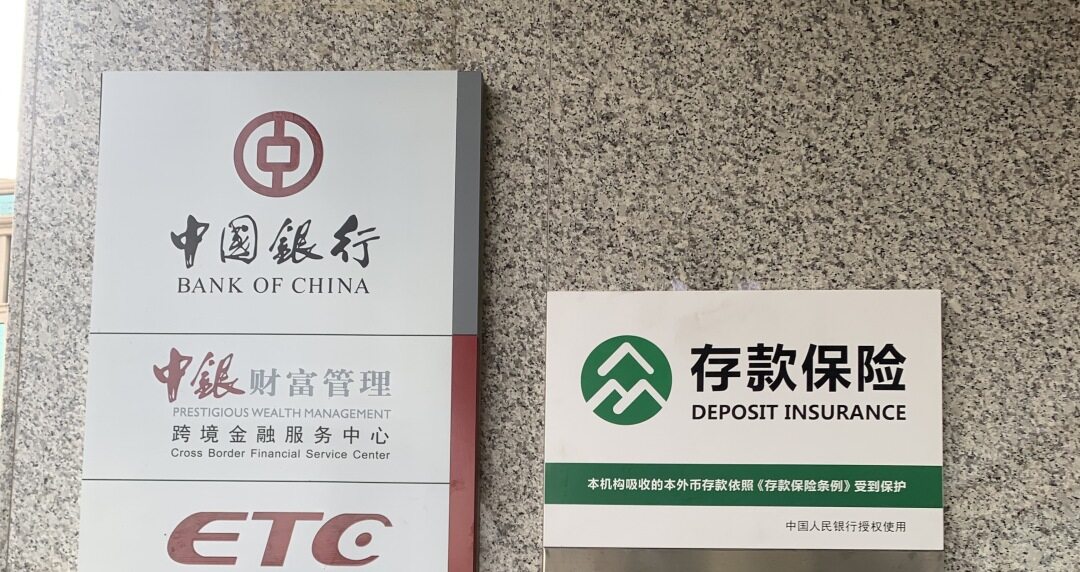 中國銀行
BANK OF CHINA
中銀财富管理
PRESTIGIOUS WEALTH MANAGEMENT
跨境金融服务中心
Cross Border Financial Service Center
ETC
存款保险
DEPOSIT INSURANCE
本机构吸收的本外币存款依照《存款保险条例》受到保护
中国人民银行授权使用